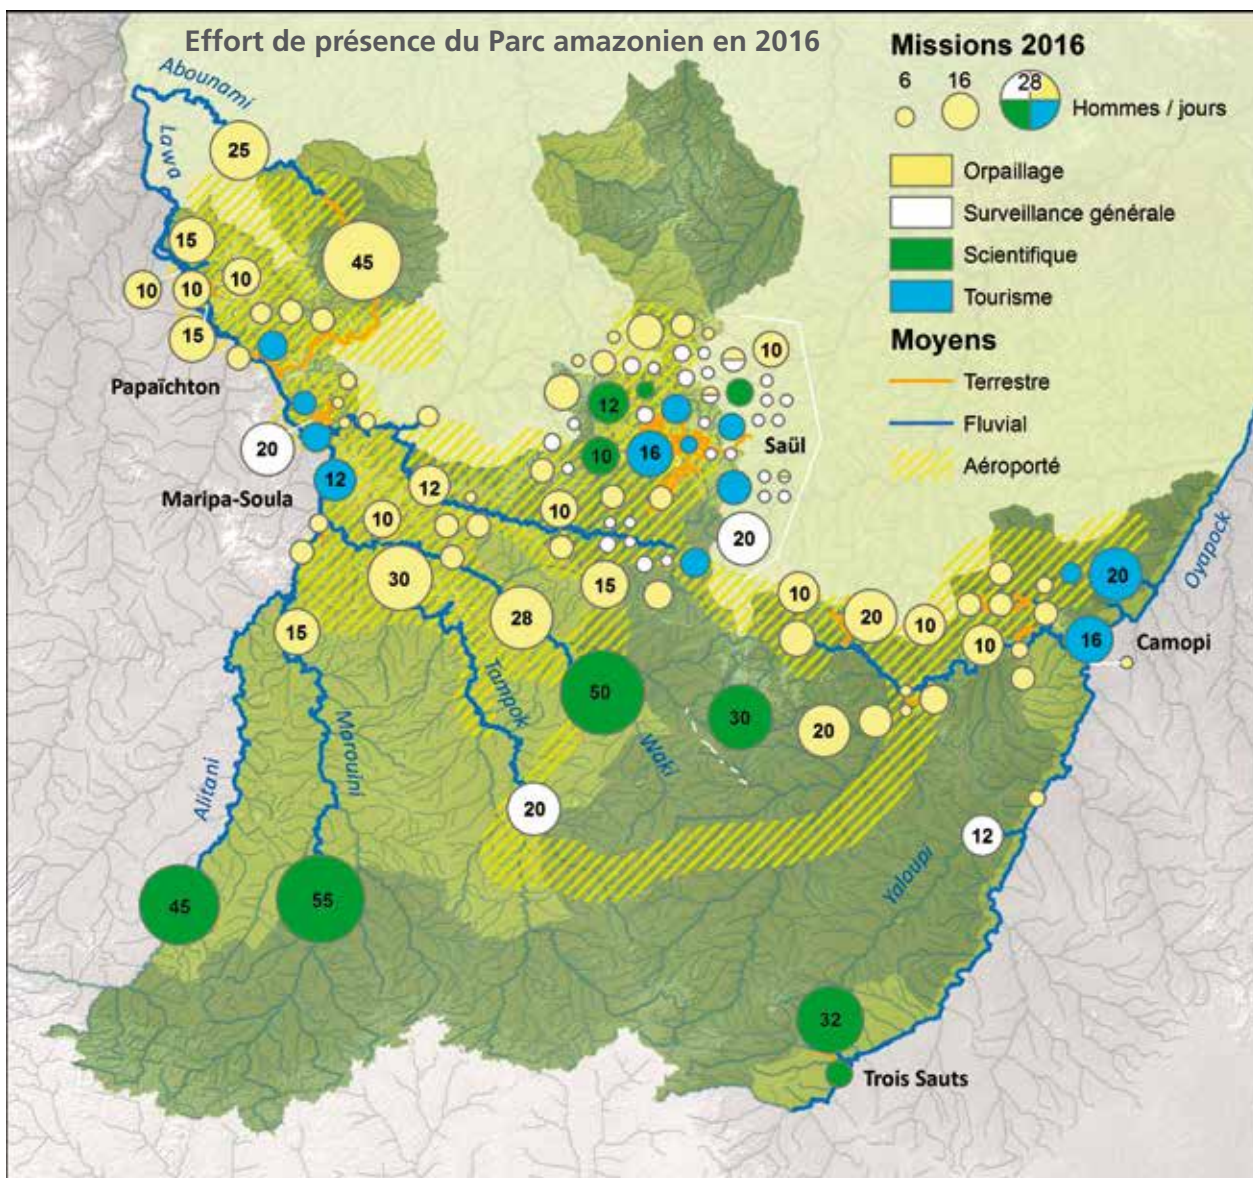 Effort de présence du Parc amazonien en 2016
Missions 2016
6 16 28
Hommes / jours
Orpaillage
Surveillance générale
Scientifique
Tourisme
Moyens
Terrestre
Fluvial
Aéroporté
Abounami
Lawa
25
15
45
10
10
10
15
Papaïchton
10
12
20
16
Saül
10
Maripa-Soula
12
12
10
10
20
30
15
28
15
10
20
10
10
20
16
Oyapock
Camopi
Tampok
50
30
20
Waki
Marouini
Alitani
20
12
Yaloupi
45
55
32
Trois Sauts